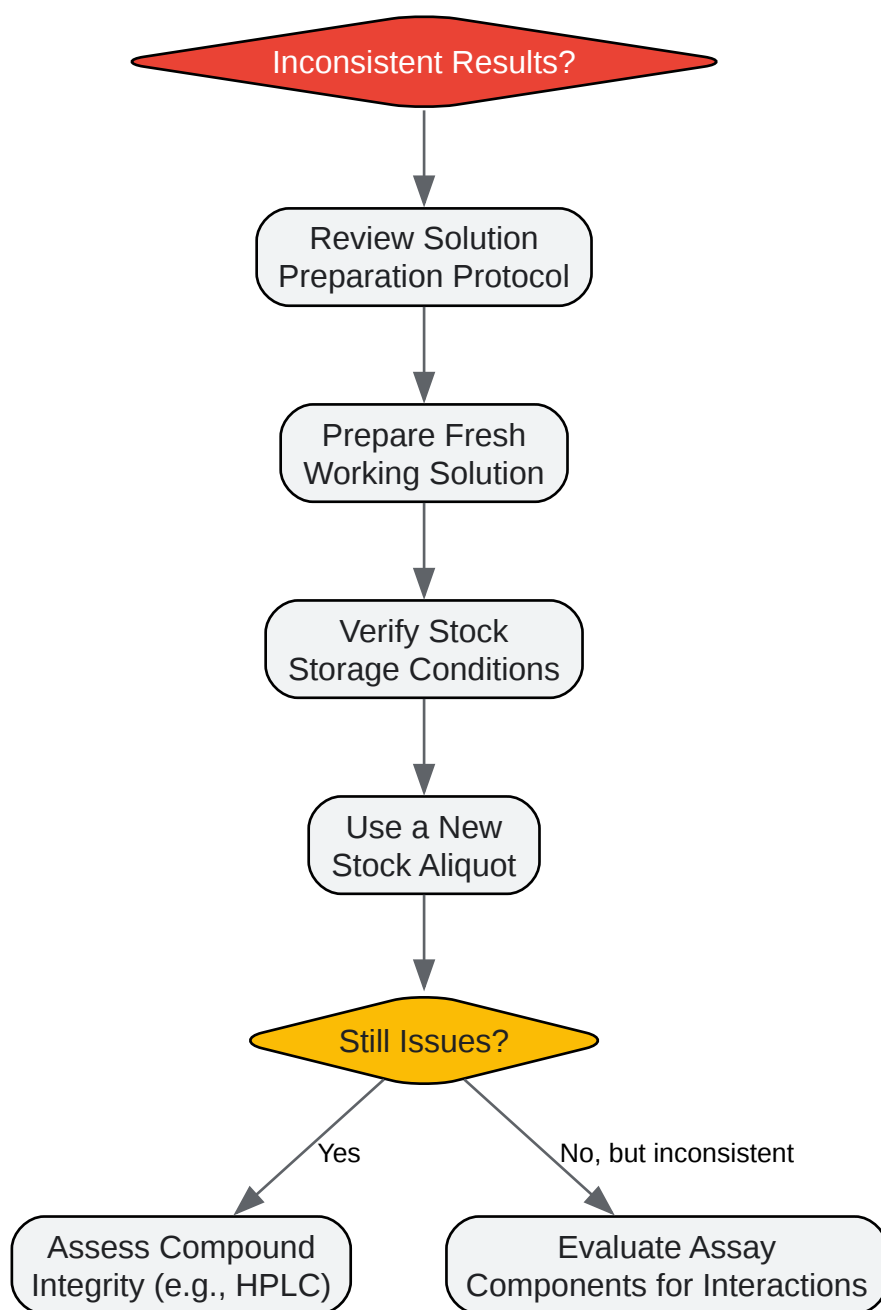 Inconsistent Results?
Review Solution
Preparation Protocol
Prepare Fresh
Working Solution
Verify Stock
Storage Conditions
Use a New
Stock Aliquot
Still Issues?
Yes
No, but inconsistent
Assess Compound
Integrity (e.g., HPLC)
Evaluate Assay
Components for Interactions